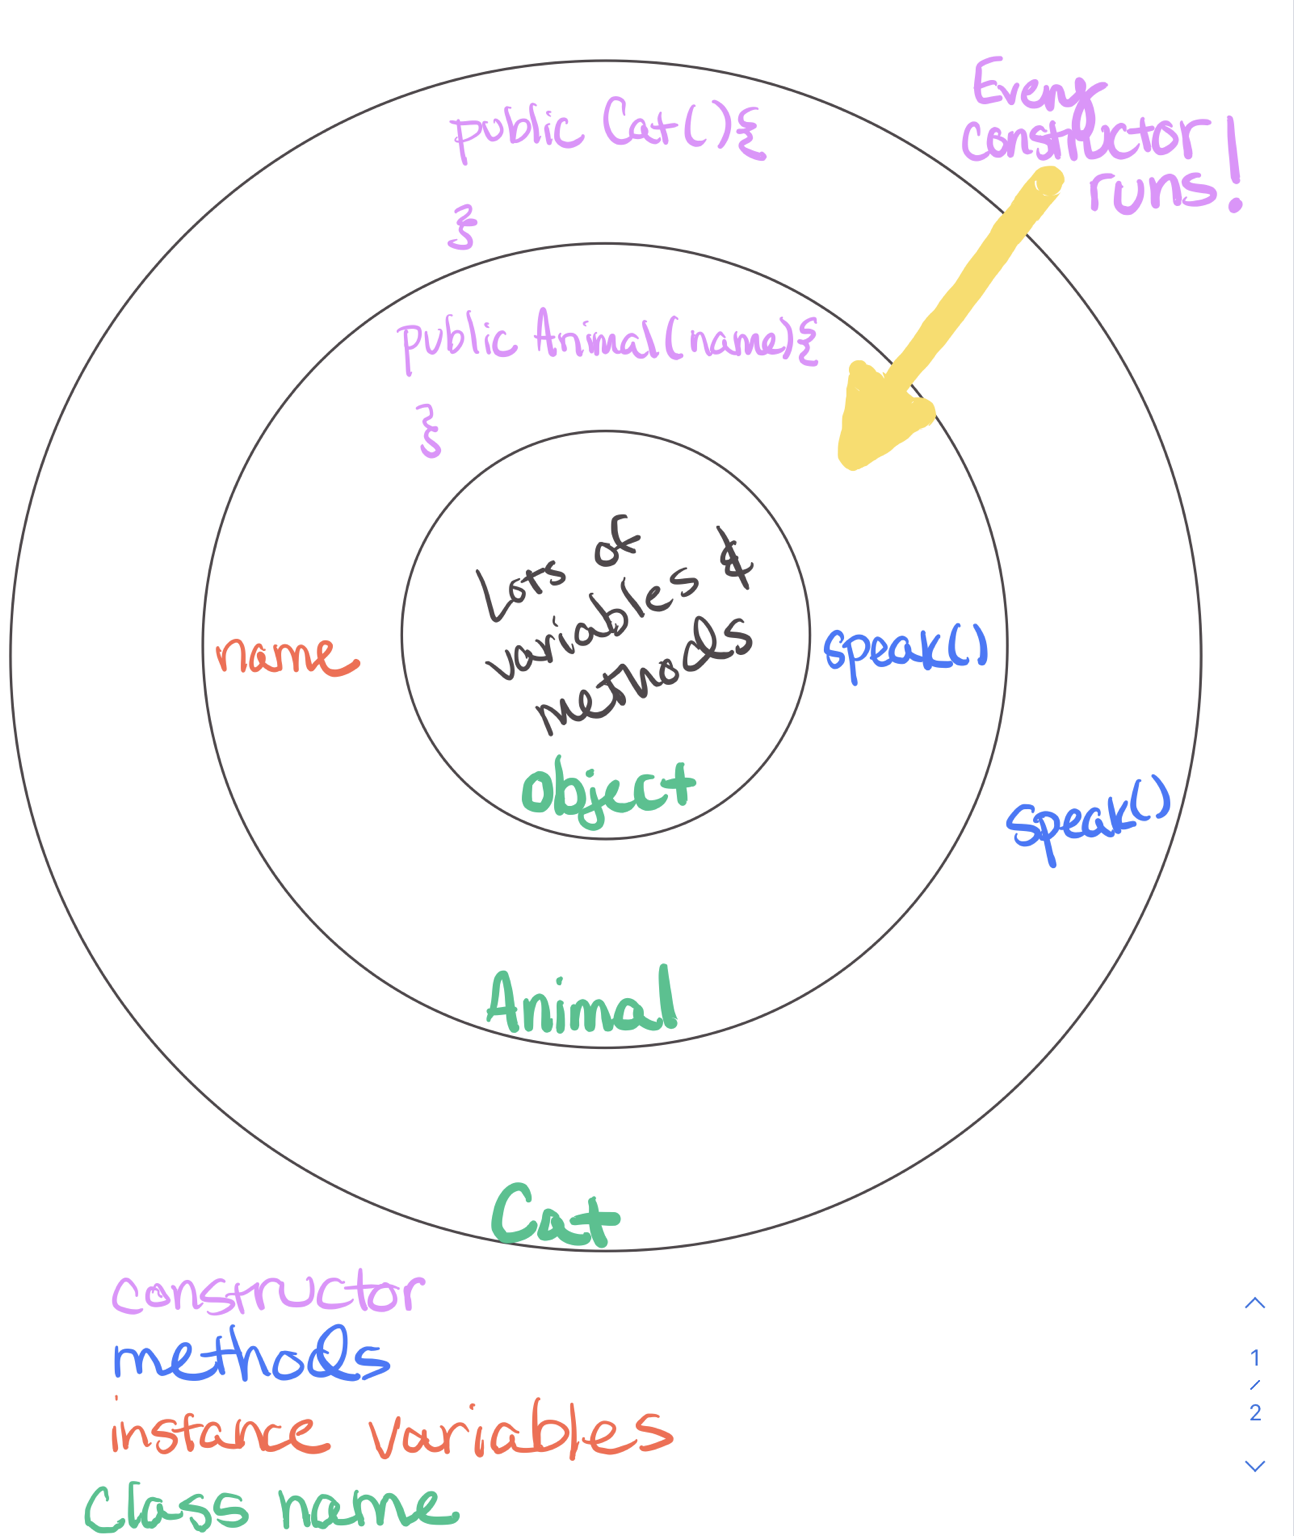 Every
constructor
runs!
public Cat(){
}
public Animal(name){
}
Lots of
variables &
methods
object
name
speak()
speak()
Animal
Cat
constructor
methods
instance variables
Class name
1
/
2